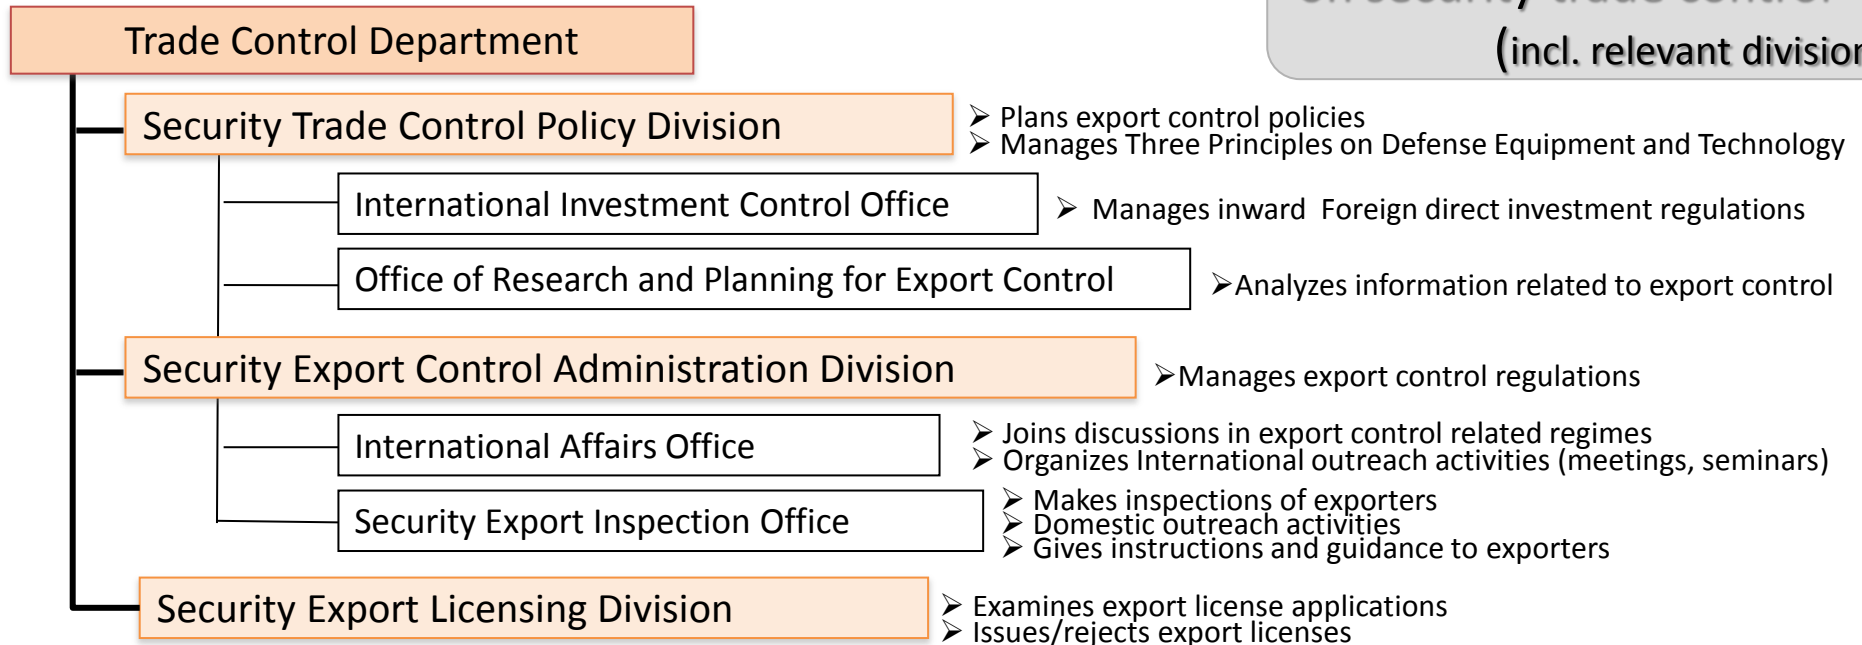 on security trade control
(incl. relevant division
Trade Control Department
Security Trade Control Policy Division
➢ Plans export control policies
➢ Manages Three Principles on Defense Equipment and Technology
International Investment Control Office
➢ Manages inward Foreign direct investment regulations
Office of Research and Planning for Export Control
➢Analyzes information related to export control
Security Export Control Administration Division
➢Manages export control regulations
International Affairs Office
➢ Joins discussions in export control related regimes
➢ Organizes International outreach activities (meetings, seminars)
Security Export Inspection Office
➢ Makes inspections of exporters
➢ Domestic outreach activities
➢ Gives instructions and guidance to exporters
Security Export Licensing Division
➢ Examines export license applications
➢ Issues/rejects export licenses